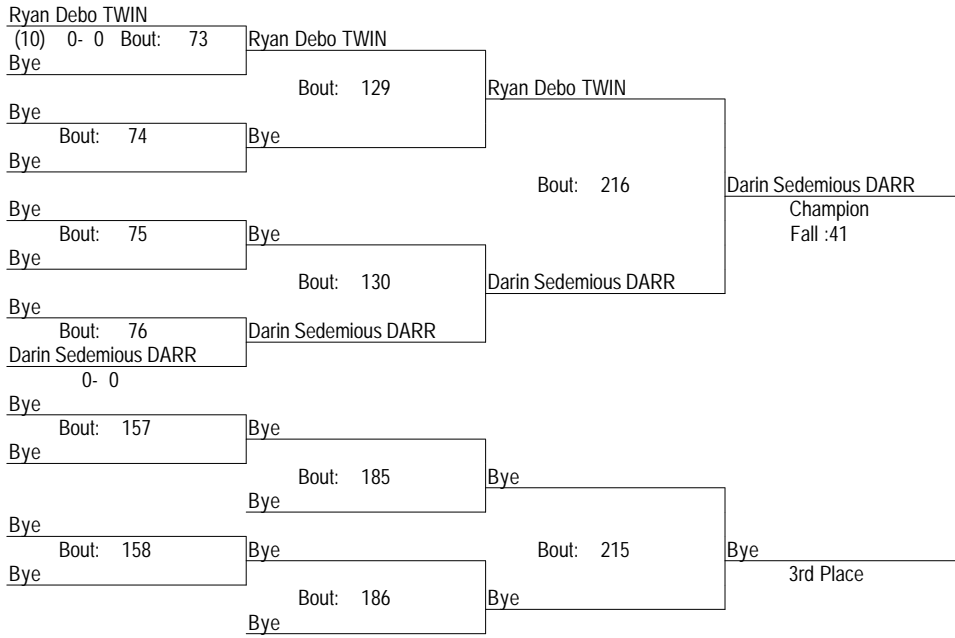 Ryan Debo TWIN
(10) 0- 0 Bout: 73 Ryan Debo TWIN
Bye
Bout: 129 Ryan Debo TWIN
Bye
Bout: 74 Bye
Bye
Bout: 216 Darin Sedemious DARR
Bye Champion
Bout: 75 Bye Fall :41
Bye
Bout: 130 Darin Sedemious DARR
Bye
Bout: 76 Darin Sedemious DARR
Darin Sedemious DARR
0- 0
Bye
Bout: 157 Bye
Bye
Bout: 185 Bye
Bye
Bye
Bout: 158 Bye Bout: 215 Bye
Bye 3rd Place
Bout: 186 Bye
Bye